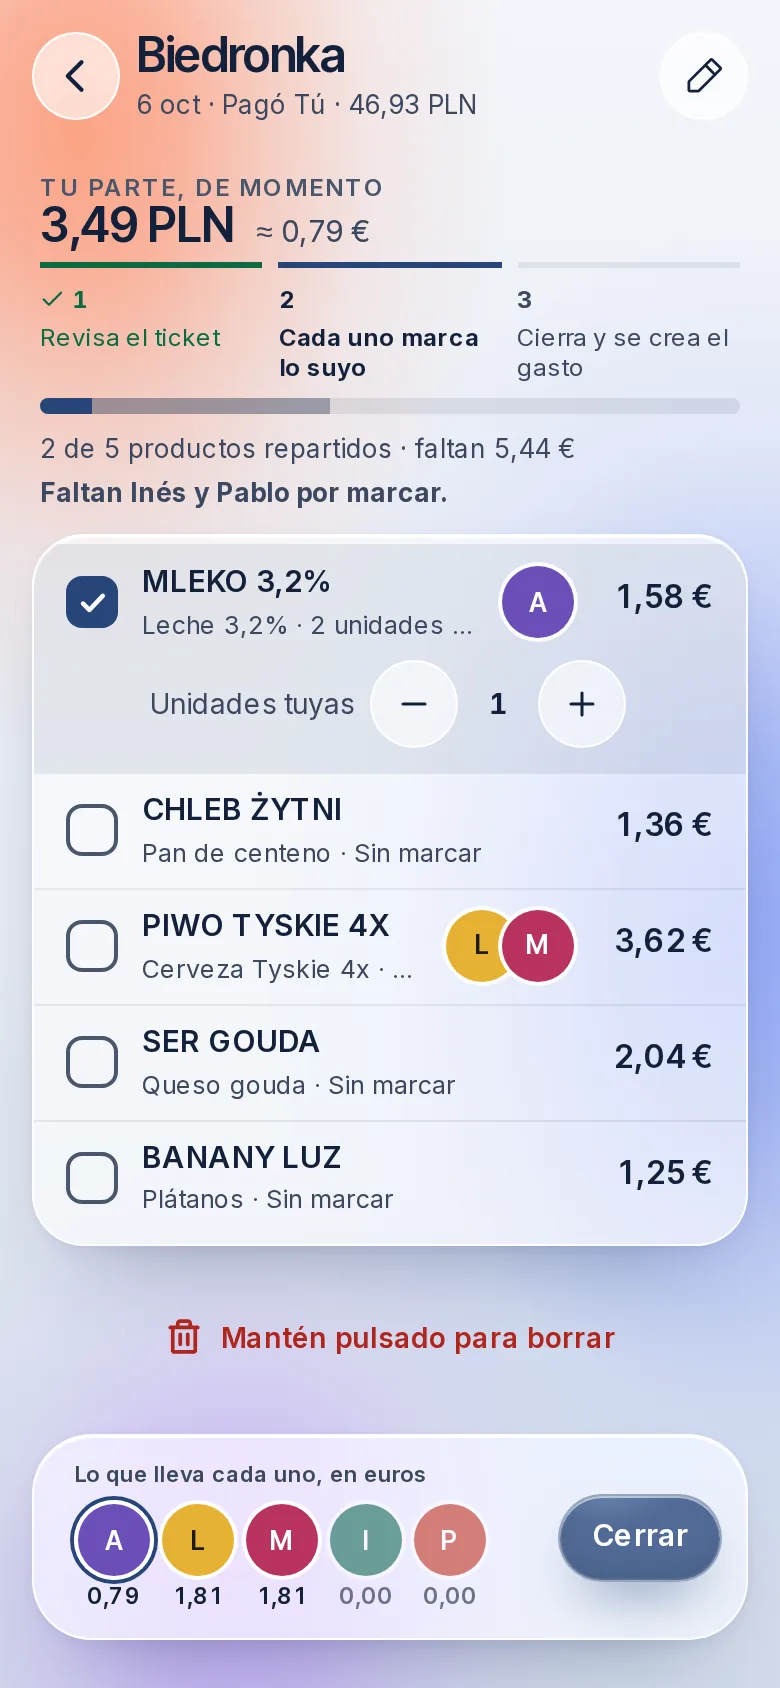 Biedronka
6 oct · Pagó Tú · 46,93 PLN
TU PARTE, DE MOMENTO
3,49 PLN ≈ 0,79 €
1
Revisa el ticket
2
Cada uno marca
lo suyo
3
Cierra y se crea el
gasto
2 de 5 productos repartidos · faltan 5,44 €
Faltan Inés y Pablo por marcar.
MLEKO 3,2%
Leche 3,2% · 2 unidades ...
A
1,58 €
Unidades tuyas
1
CHLEB ŻYTNI
Pan de centeno · Sin marcar
1,36 €
PIWO TYSKIE 4X
Cerveza Tyskie 4x · ...
L M
3,62 €
SER GOUDA
Queso gouda · Sin marcar
2,04 €
BANANY LUZ
Plátanos · Sin marcar
1,25 €
Mantén pulsado para borrar
Lo que lleva cada uno, en euros
A L M I P
0,79 1,81 1,81 0,00 0,00
Cerrar